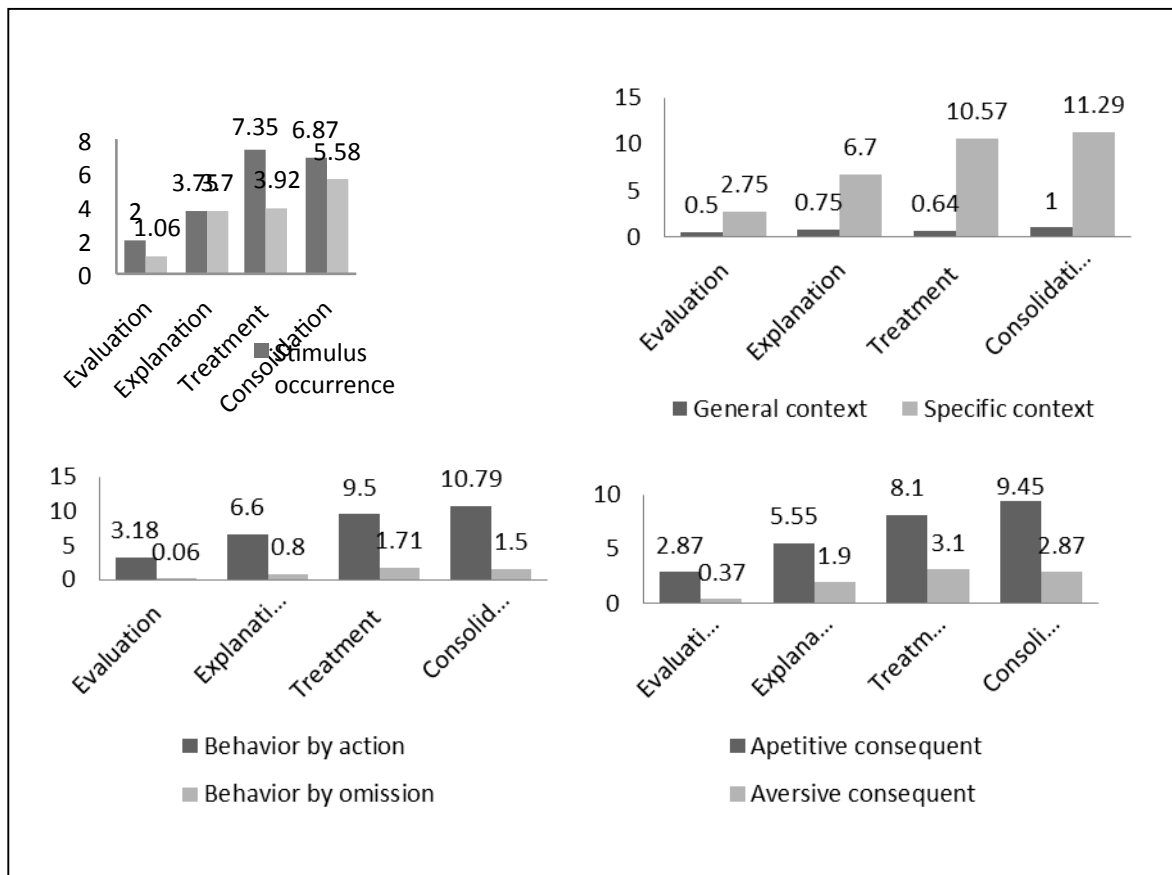 8
6
4
2
0
2
1.06
3.75
3.7
7.35
3.92
6.87
5.58
Evaluation
Explanation
Treatment
Consolidation
Stimulus
occurrence
15
10
5
0
0.5
2.75
0.75
6.7
0.64
10.57
1
11.29
Evaluation
Explanation
Treatment
Consolidati...
General context
Specific context
15
10
5
0
3.18
0.06
6.6
0.8
9.5
1.71
10.79
1.5
Evaluation
Explanati...
Treatment
Consolid...
Behavior by action
Behavior by omission
10
5
0
2.87
0.37
5.55
1.9
8.1
3.1
9.45
2.87
Evaluati...
Explana...
Treatm...
Consoli...
Apetitive consequent
Aversive consequent